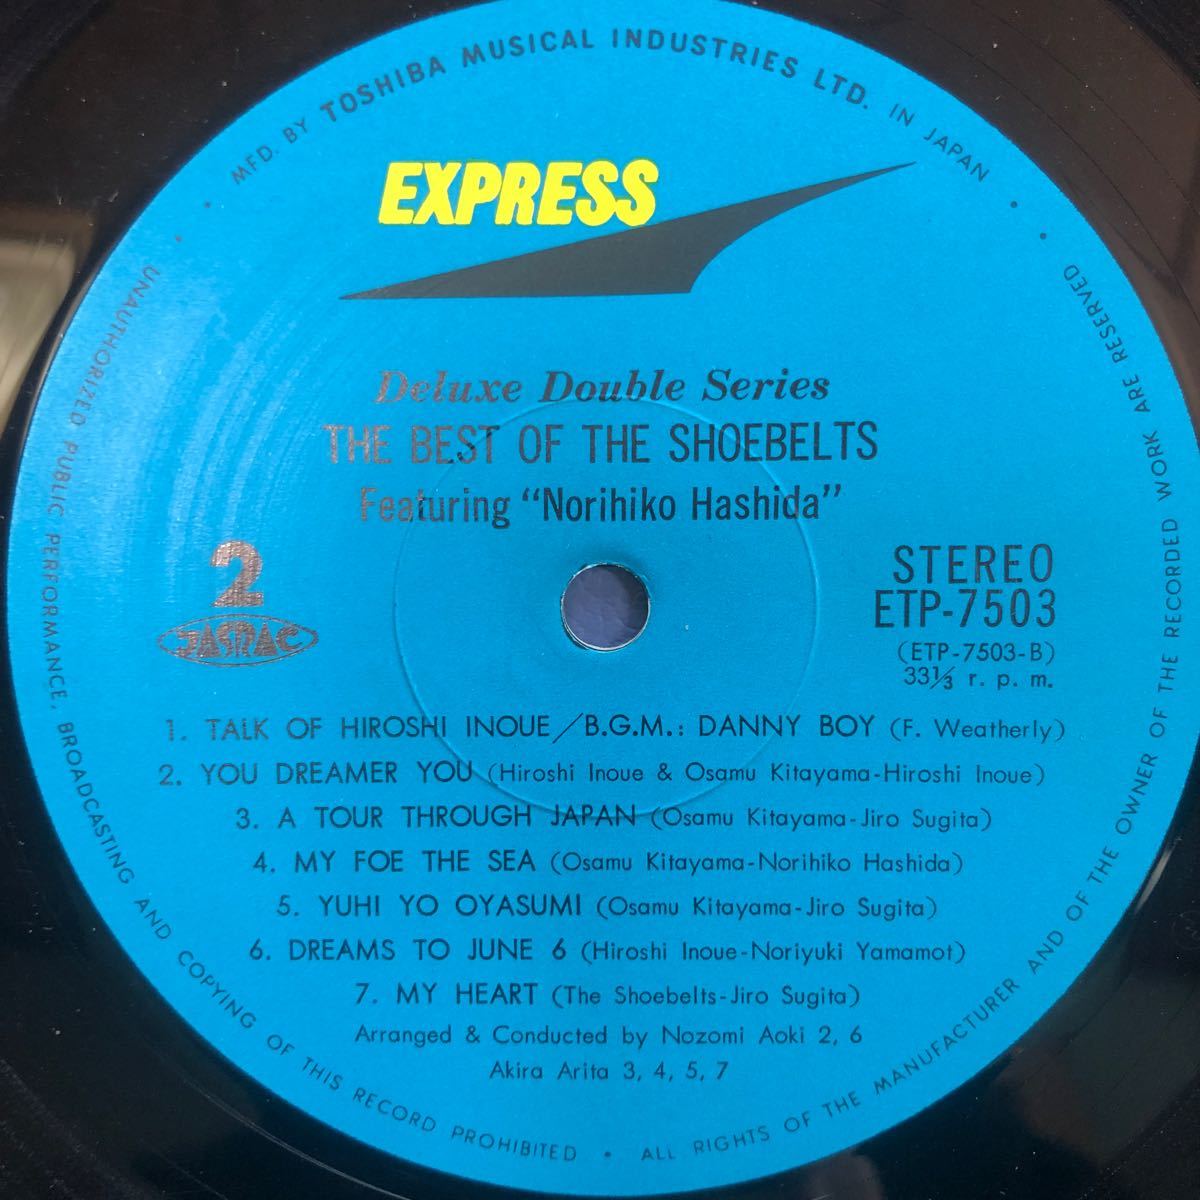 MFD. BY TOSHIBA MUSICAL INDUSTRIES LTD. IN JAPAN
EXPRESS
Deluxe Double Series
THE BEST OF THE SHOEBELTS
Featuring “Norihiko Hashida”
2
JASRAC
STEREO
ETP-7503
(ETP-7503-B)
33⅓ r. p. m.
1. TALK OF HIROSHI INOUE/B.G.M.: DANNY BOY (F. Weatherly)
2. YOU DREAMER YOU (Hiroshi Inoue & Osamu Kitayama-Hiroshi Inoue)
3. A TOUR THROUGH JAPAN (Osamu Kitayama-Jiro Sugita)
4. MY FOE THE SEA (Osamu Kitayama-Norihiko Hashida)
5. YUHI YO OYASUMI (Osamu Kitayama-Jiro Sugita)
6. DREAMS TO JUNE 6 (Hiroshi Inoue-Noriyuki Yamamot)
7. MY HEART (The Shoebelts-Jiro Sugita)
Arranged & Conducted by Nozomi Aoki 2, 6
Akira Arita 3, 4, 5, 7
UNAUTHORIZED PUBLIC PERFORMANCE, BROADCASTING AND COPYING OF THIS RECORD PROHIBITED • ALL RIGHTS OF THE MANUFACTURER AND OF THE OWNER OF THE RECORDED WORK ARE RESERVED